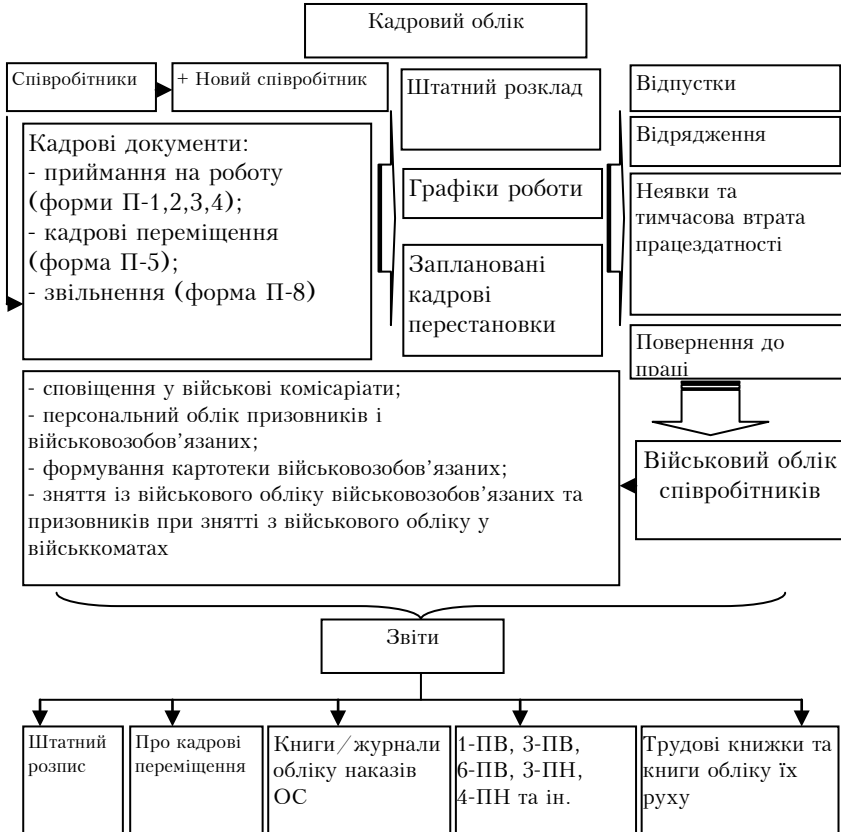 Кадровий облік
Співробітники
+ Новий співробітник
Кадрові документи:
- приймання на роботу
(форми П-1,2,3,4);
- кадрові переміщення
(форма П-5);
- звільнення (форма П-8)
Штатний розклад
Графіки роботи
Заплановані
кадрові
перестановки
Відпустки
Відрядження
Неявки та
тимчасова втрата
працездатності
Повернення до
праці
Військовий облік
співробітників
- сповіщення у військові комісаріати;
- персональний облік призовників і
військовозобов’язаних;
- формування картотеки військовозобов’язаних;
- зняття із військового обліку військовозобов’язаних та
призовників при знятті з військового обліку у
військкоматах
Звіти
Штатний
розпис
Про кадрові
переміщення
Книги/журнали
обліку наказів
ОС
1-ПВ, 3-ПВ,
6-ПВ, 3-ПН,
4-ПН та ін.
Трудові книжки та
книги обліку їх
руху